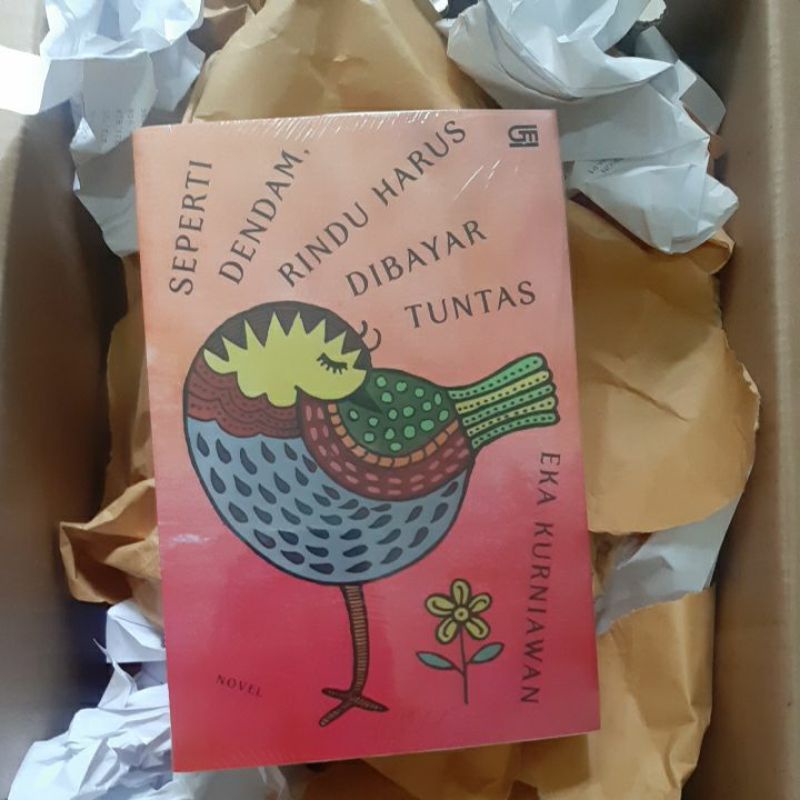 SEPERTI
DENDAM,
RINDU HARUS
DIBAYAR
TUNTAS
EKA KURNIAWAN
NOVEL